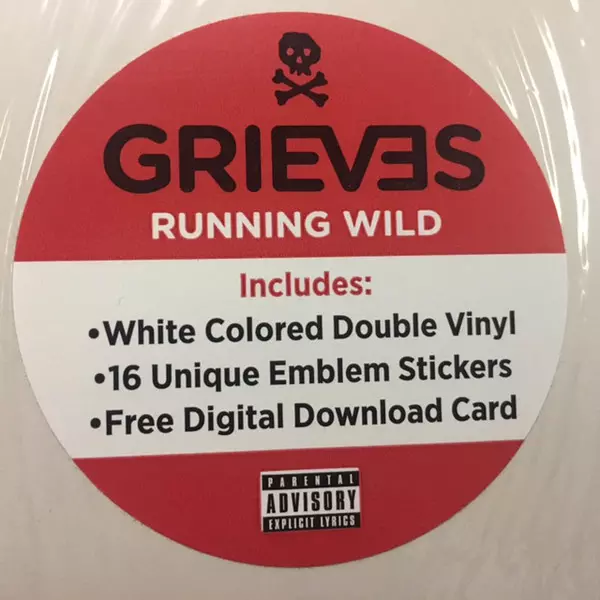 GRIEVES
RUNNING WILD
Includes:
•White Colored Double Vinyl
•16 Unique Emblem Stickers
•Free Digital Download Card
PARENTAL
ADVISORY
EXPLICIT LYRICS